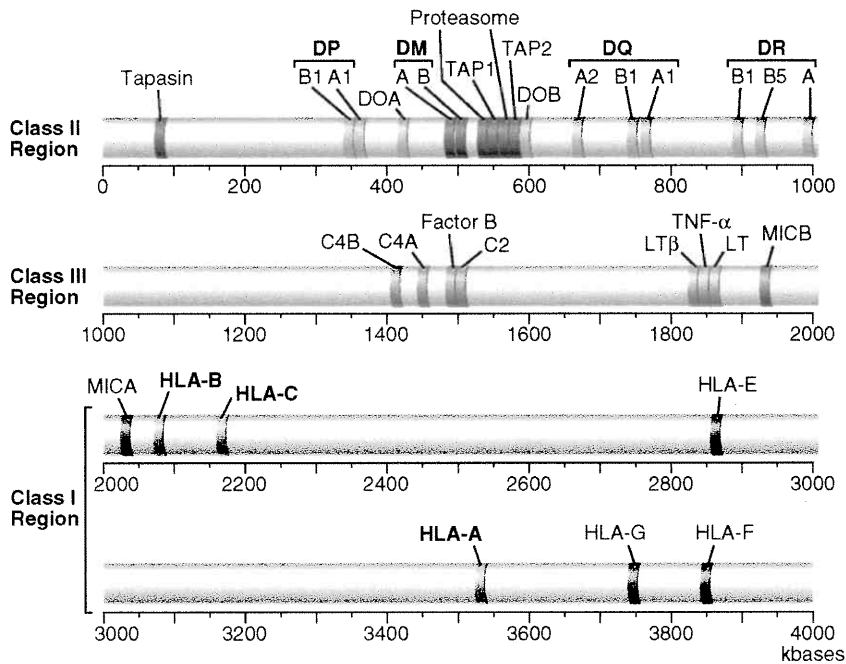 Proteasome
DP DM TAP2 DQ DR
B1 A1 A B TAP1 A2 B1 A1 B1 B5 A
Tapasin DOA DOB
Class II
Region
0 200 400 600 800 1000
Factor B TNF-α
C4B C4A C2 LTβ LT MICB
Class III
Region
1000 1200 1400 1600 1800 2000
MICA HLA-B HLA-C HLA-E
2000 2200 2400 2600 2800 3000
Class I
Region
HLA-A HLA-G HLA-F
3000 3200 3400 3600 3800 4000
kbases